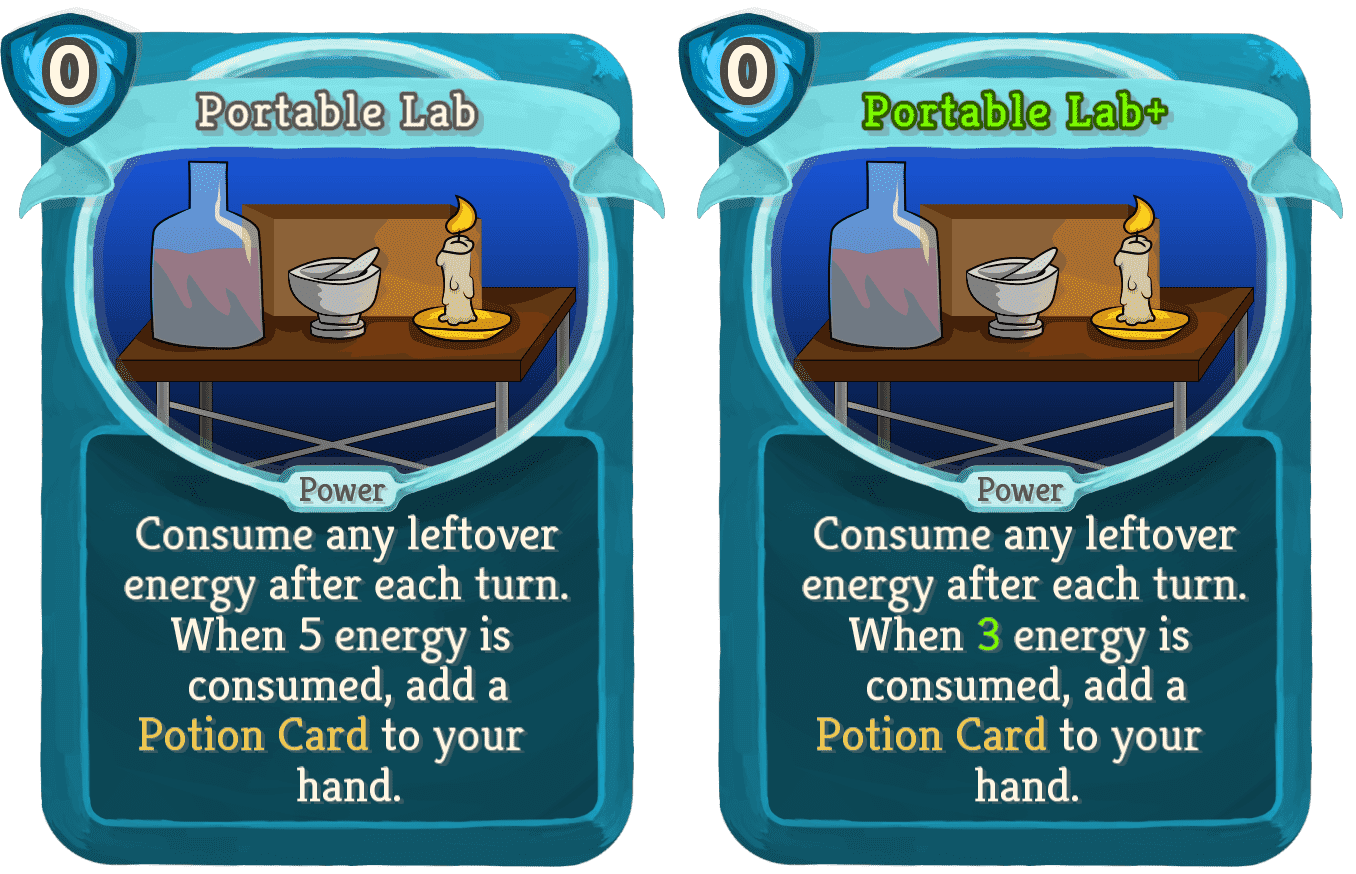 0
Portable Lab
Power
Consume any leftover
energy after each turn.
When 5 energy is
consumed, add a
Potion Card to your
hand.
0
Portable Lab+
Power
Consume any leftover
energy after each turn.
When 3 energy is
consumed, add a
Potion Card to your
hand.